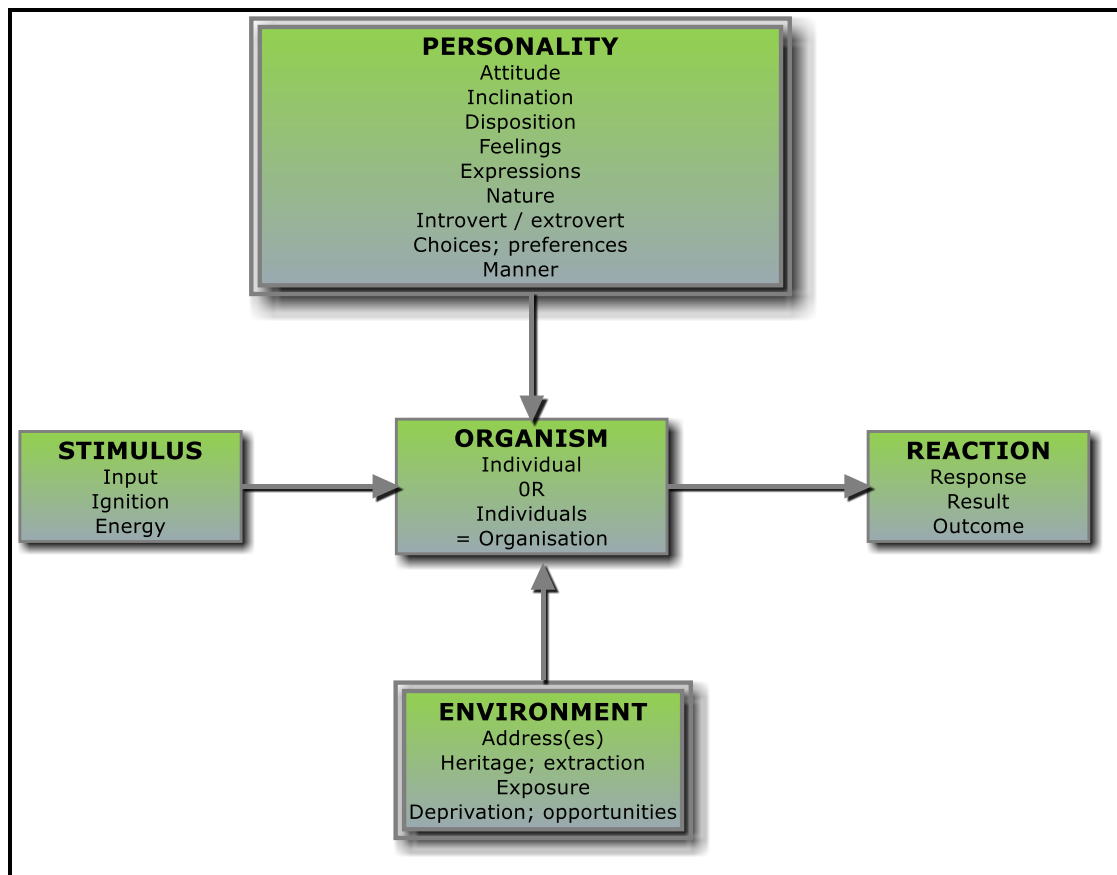 PERSONALITY
Attitude
Inclination
Disposition
Feelings
Expressions
Nature
Introvert / extrovert
Choices; preferences
Manner
STIMULUS
Input
Ignition
Energy
ORGANISM
Individual
0R
Individuals
= Organisation
REACTION
Response
Result
Outcome
ENVIRONMENT
Address(es)
Heritage; extraction
Exposure
Deprivation; opportunities